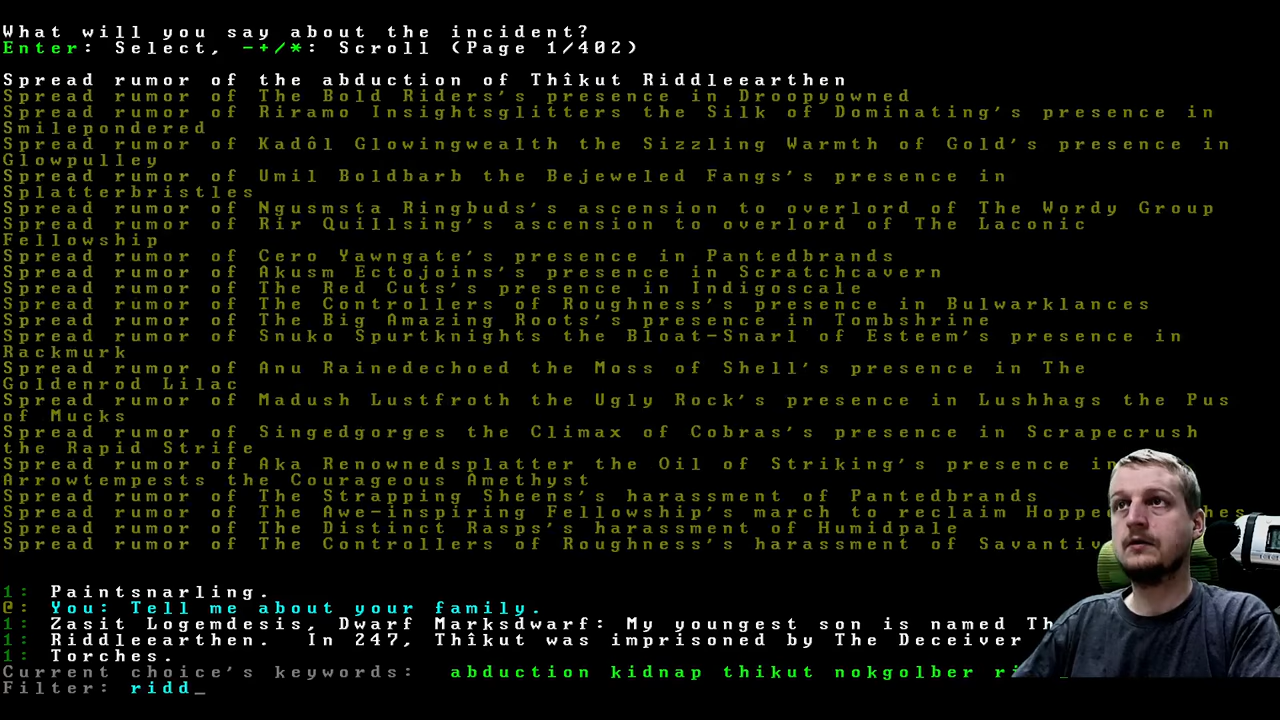 What will you say about the incident?
Enter: Select, -+/*: Scroll (Page 1/402)
Spread rumor of the abduction of Thîkut Riddleearthen
Spread rumor of The Bold Riders's presence in Droopyowned
Spread rumor of Riramo Insightsglitters the Silk of Dominating's presence in
Smilepondered
Spread rumor of Kadôl Glowingwealth the Sizzling Warmth of Gold's presence in
Glowpulley
Spread rumor of Umil Boldbarb the Bejeweled Fangs's presence in
Splatterbristles
Spread rumor of Ngusmsta Ringbuds's ascension to overlord of The Wordy Group
Spread rumor of Rir Quillsing's ascension to overlord of The Laconic
Fellowship
Spread rumor of Cero Yawngate's presence in Pantedbrands
Spread rumor of Akusm Ectojoins's presence in Scratchcavern
Spread rumor of The Red Cuts's presence in Indigoscale
Spread rumor of The Controllers of Roughness's presence in Bulwarklances
Spread rumor of The Big Amazing Roots's presence in Tombshrine
Spread rumor of Snuko Spurtknights the Bloat-Snarl of Esteem's presence in
Rackmurk
Spread rumor of Anu Rainedechoed the Moss of Shell's presence in The
Goldenrod Lilac
Spread rumor of Madush Lustfroth the Ugly Rock's presence in Lushhags the Pus
of Mucks
Spread rumor of Singedgorges the Climax of Cobras's presence in Scrapecrush
the Rapid Strife
Spread rumor of Aka Renownedsplatter the Oil of Striking's presence in
Arrowtempests the Courageous Amethyst
Spread rumor of The Strapping Sheens's harassment of Pantedbrands
Spread rumor of The Awe-inspiring Fellowship's march to reclaim
Spread rumor of The Distinct Rasps's harassment of Humidpale
Spread rumor of The Controllers of Roughness's harassment of
1: Paintsnarling.
@: You: Tell me about your family.
1: Zasit Logemdesis, Dwarf Marksdwarf: My youngest son is named
1: Riddleearthen. In 247, Thîkut was imprisoned by The Deceiver
1: Torches.
Current choice's keywords: abduction kidnap thikut nokgolber
Filter: ridd_